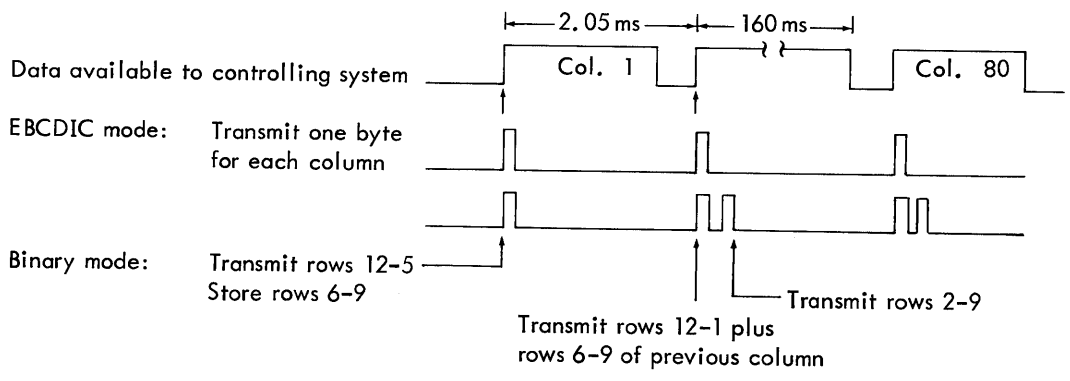 2.05 ms
160 ms
Data available to controlling system
Col. 1
Col. 80
EBCDIC mode: Transmit one byte
for each column
Binary mode: Transmit rows 12-5
Store rows 6-9
Transmit rows 2-9
Transmit rows 12-1 plus
rows 6-9 of previous column